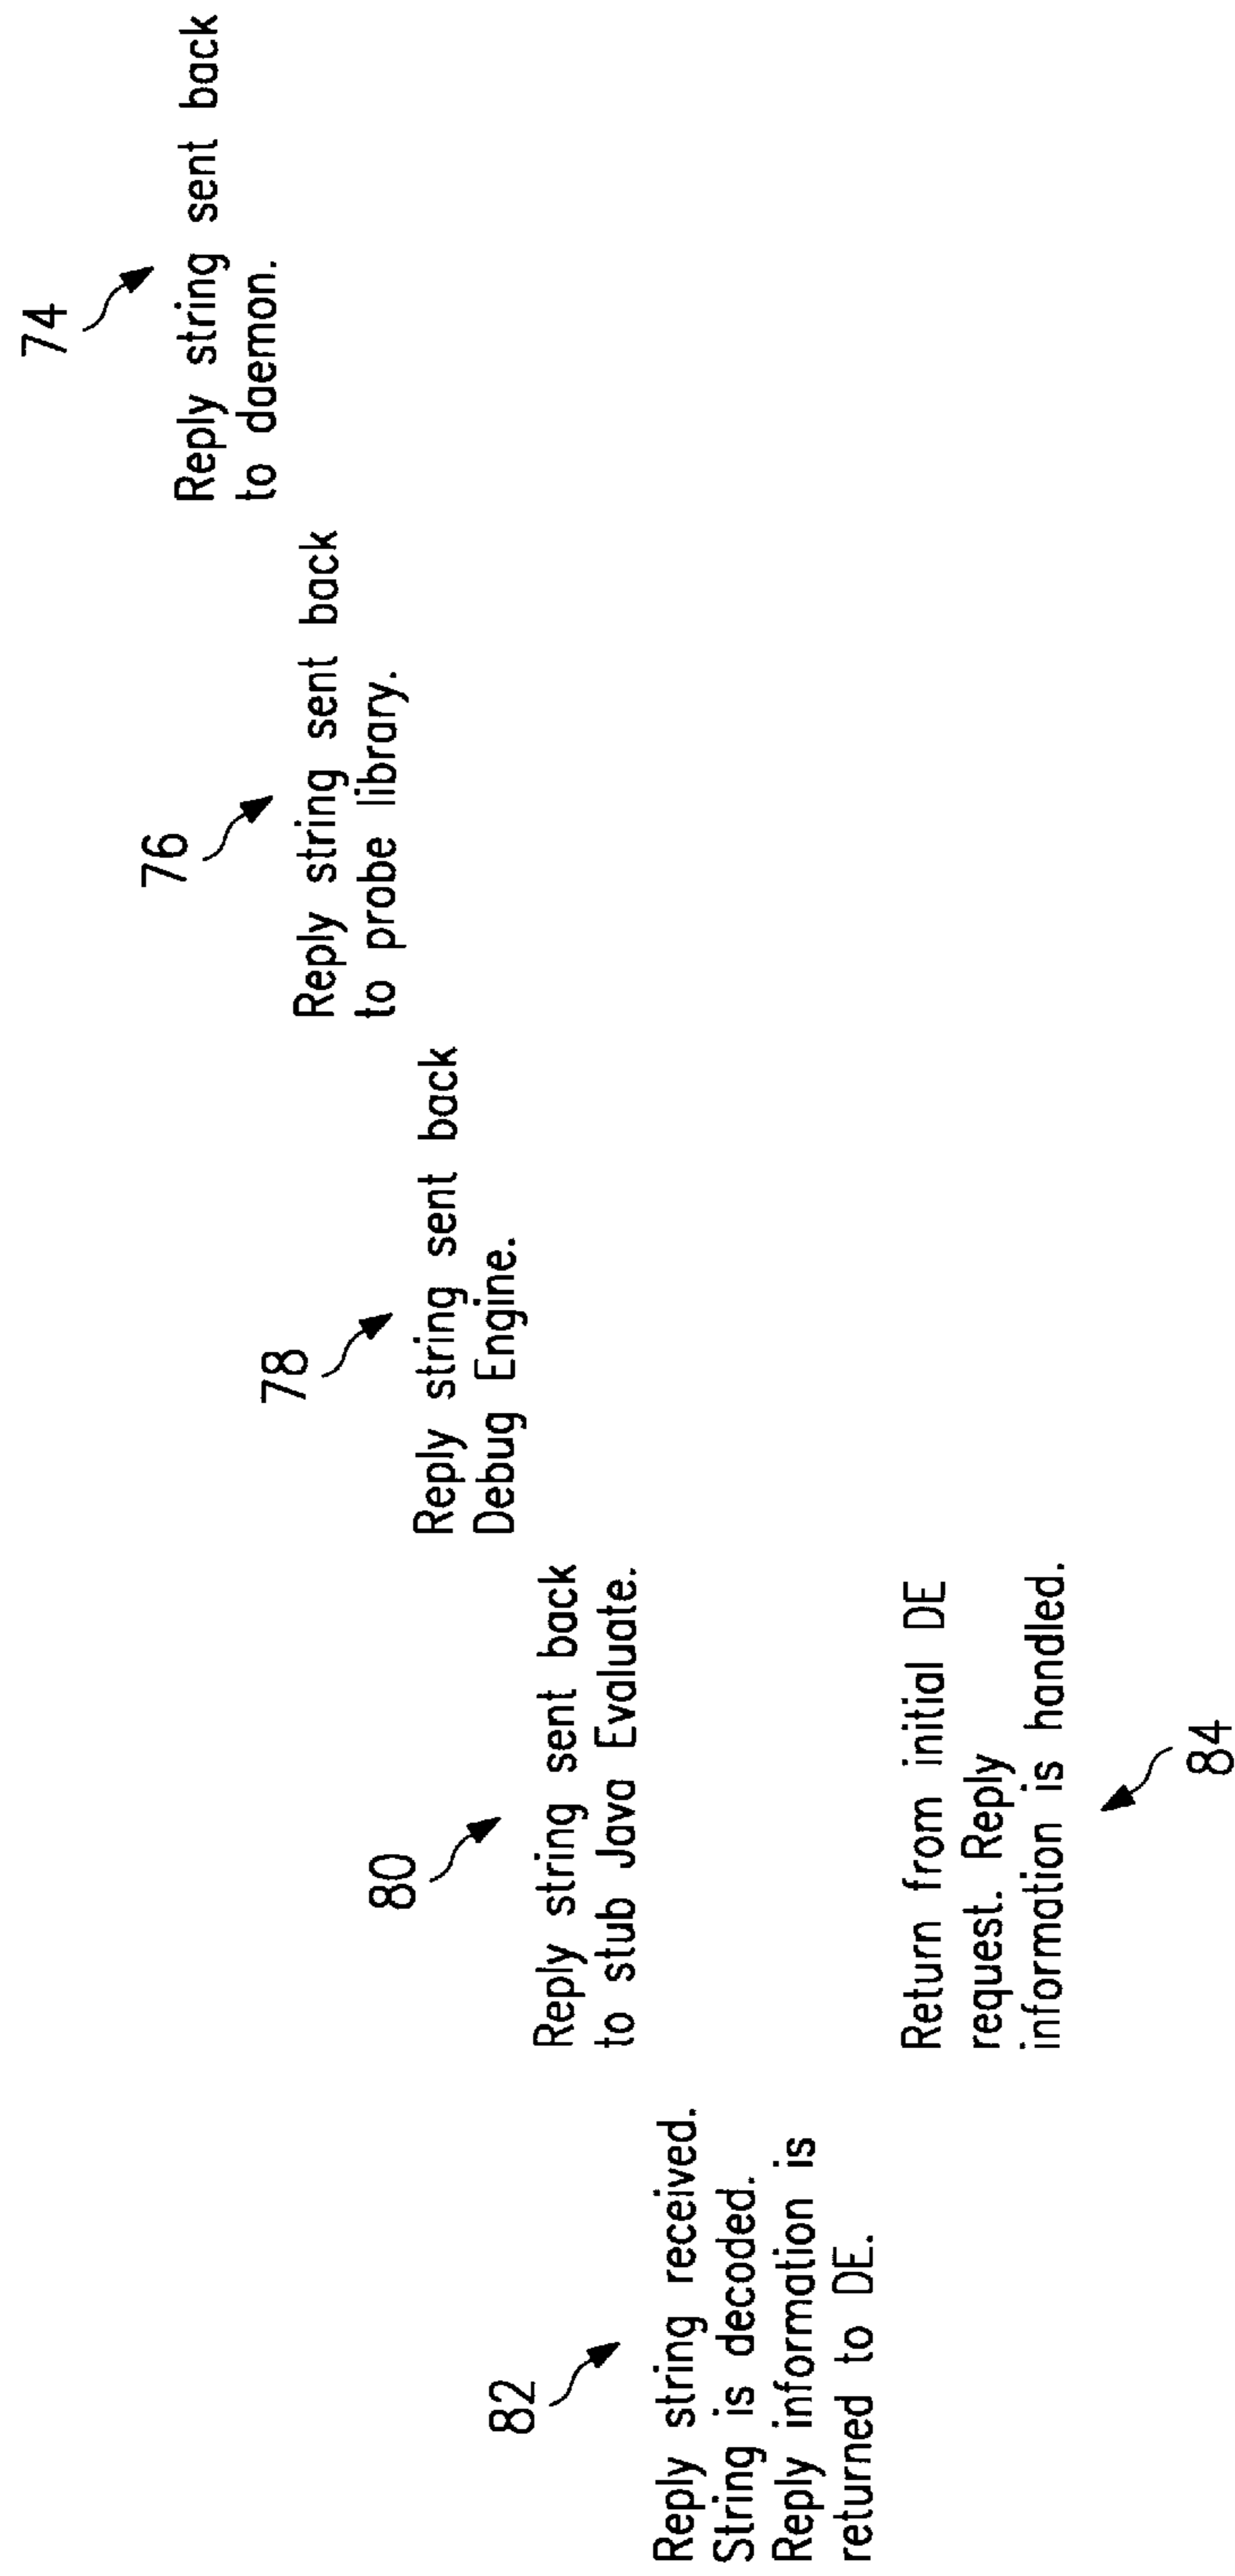 74
Reply string sent back
to daemon.
76
Reply string sent back
to probe library.
78
Reply string sent back
Debug Engine.
80
Reply string sent back
to stub Java Evaluate.
82
Reply string received.
String is decoded.
Reply information is
returned to DE.
Return from initial DE
request. Reply
information is handled.
84